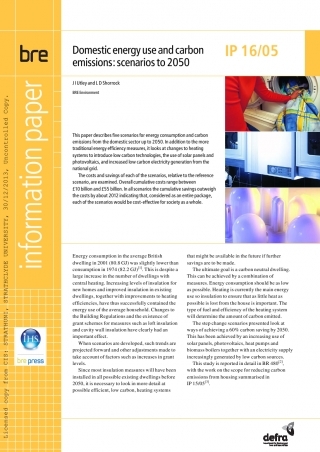 bre
Domestic energy use and carbon
emissions: scenarios to 2050
IP 16/05
J I Utley and L D Shorrock
BRE Environment
information paper
Licensed copy from CIS: STRATHUNI, STRATHCLYDE UNIVERSITY, 30/12/2013, Uncontrolled Copy.
This paper describes five scenarios for energy consumption and carbon
emissions from the domestic sector up to 2050. In addition to the more
traditional energy efficiency measures, it looks at changes to heating
systems to introduce low carbon technologies, the use of solar panels and
photovoltaics, and increased low carbon electricity generation from the
national grid.
The costs and savings of each of the scenarios, relative to the reference
scenario, are examined. Overall cumulative costs range between
£10 billion and £55 billion. In all scenarios the cumulative savings outweigh
the costs by about 2012 indicating that, considered as an entire package,
each of the scenarios would be cost-effective for society as a whole.
Energy consumption in the average British
dwelling in 2001 (80.8 GJ) was slightly lower than
consumption in 1974 (82.2 GJ)
. This is despite a
large increase in the number of dwellings with
central heating. Increasing levels of insulation for
new homes and improved insulation in existing
dwellings, together with improvements to heating
efficiencies, have thus successfully contained the
energy use of the average household. Changes to
the Building Regulations and the existence of
grant schemes for measures such as loft insulation
and cavity wall insulation have clearly had an
important effect.
When scenarios are developed, such trends are
projected forward and other adjustments made to
take account of factors such as increases in grant
levels.
Since most insulation measures will have been
installed in all possible existing dwellings before
2050, it is necessary to look in more detail at
possible efficient, low carbon, heating systems
that might be available in the future if further
savings are to be made.
The ultimate goal is a carbon neutral dwelling.
This can be achieved by a combination of
measures. Energy consumption should be as low
as possible. Heating is currently the main energy
use so insulation to ensure that as little heat as
possible is lost from the house is important. The
type of fuel and efficiency of the heating system
will determine the amount of carbon emitted.
The step-change scenarios presented look at
ways of achieving a 60% carbon saving by 2050.
This has been achieved by an increasing use of
solar panels, photovoltaics, heat pumps and
biomass boilers together with an electricity supply
increasingly generated by low carbon sources.
This study is reported in detail in BR 480
,
with the work on the scope for reducing carbon
emissions from housing summarised in
IP 15/05
.
IHS
bre press
defra